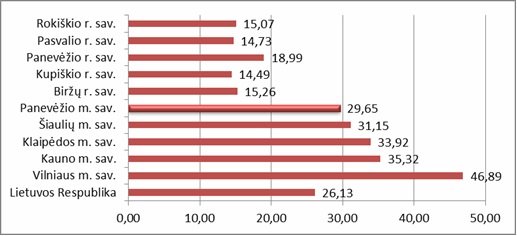 Rokiškio r. sav. 15,07
Pasvalio r. sav. 14,73
Panevėžio r. sav. 18,99
Kupiškio r. sav. 14,49
Biržų r. sav. 15,26
Panevėžio m. sav. 29,65
Šiaulių m. sav. 31,15
Klaipėdos m. sav. 33,92
Kauno m. sav. 35,32
Vilniaus m. sav. 46,89
Lietuvos Respublika 26,13
0,00 10,00 20,00 30,00 40,00 50,00